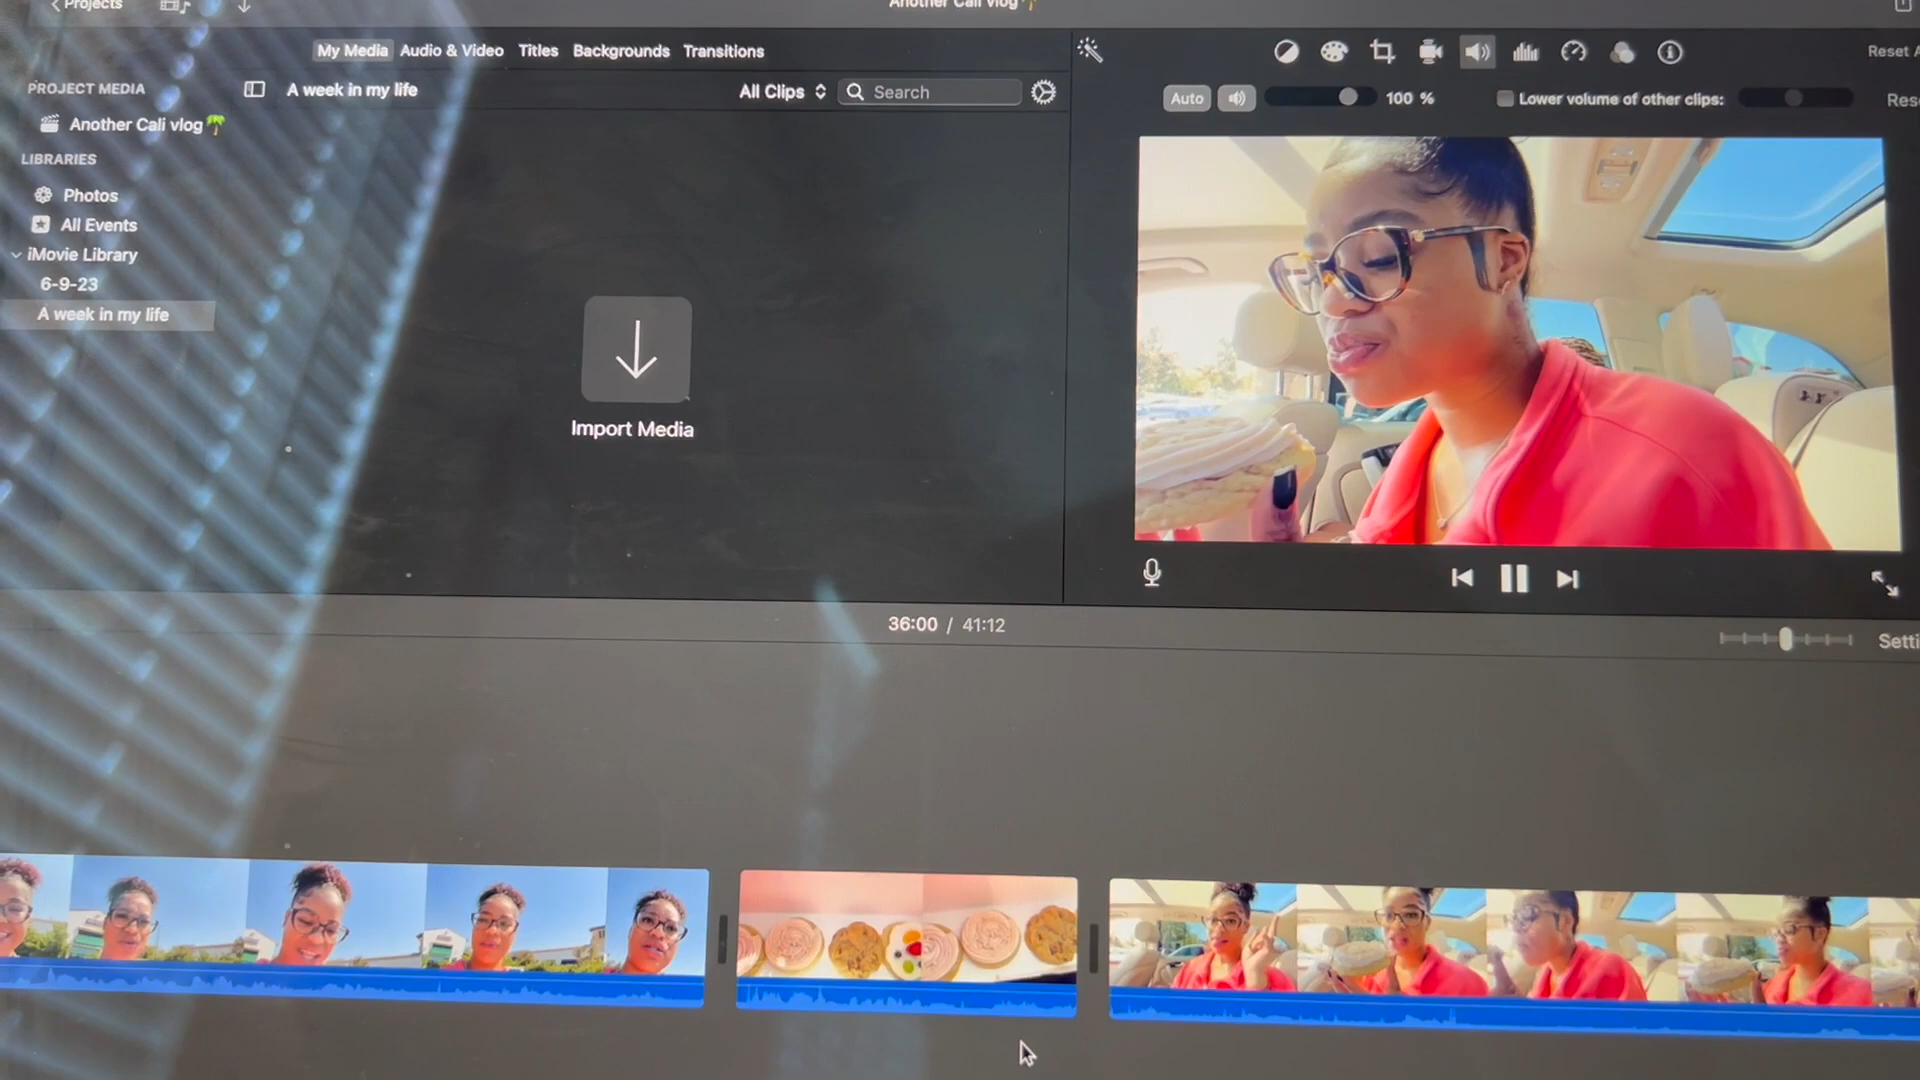 Projects
Another Cali vlog🌴
My Media Audio & Video Titles Backgrounds Transitions
Reset
PROJECT MEDIA
A week in my life
All Clips
Search
Auto
100 %
Lower volume of other clips:
Another Cali vlog🌴
LIBRARIES
Photos
All Events
iMovie Library
6-9-23
A week in my life
Import Media
36:00 / 41:12